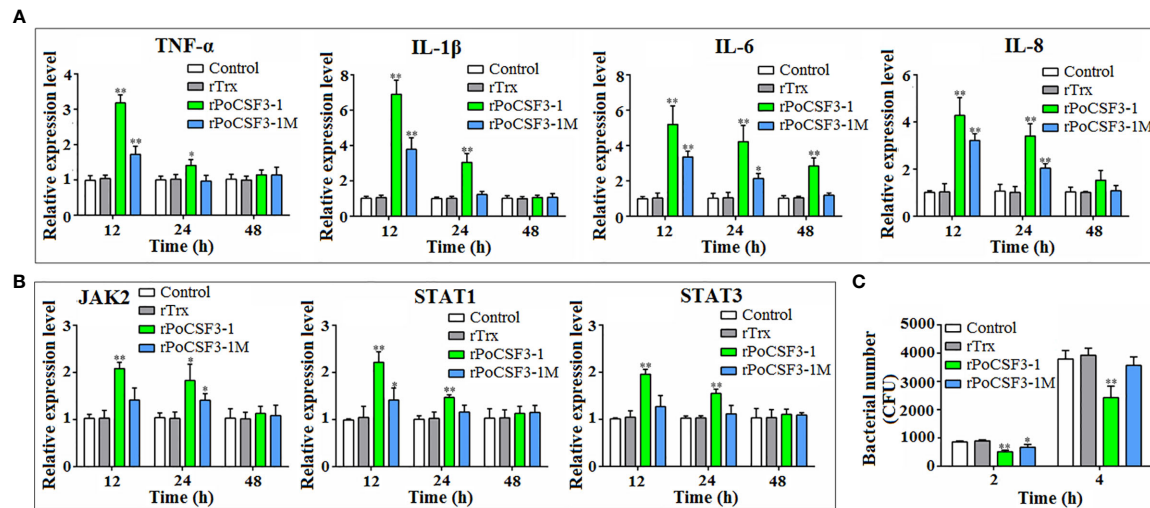 A
TNF-α
Relative expression level
4
3
2
1
0
Control
rTrx
rPoCSF3-1
rPoCSF3-1M
**
**
*
12 24 48
Time (h)
IL-1β
Relative expression level
8
6
4
2
0
Control
rTrx
rPoCSF3-1
rPoCSF3-1M
**
**
**
12 24 48
Time (h)
IL-6
Relative expression level
8
6
4
2
0
Control
rTrx
rPoCSF3-1
rPoCSF3-1M
**
**
**
*
**
12 24 48
Time (h)
IL-8
Relative expression level
6
4
2
0
Control
rTrx
rPoCSF3-1
rPoCSF3-1M
**
**
**
**
12 24 48
Time (h)
B
JAK2
Relative expression level
3
2
1
0
Control
rTrx
rPoCSF3-1
rPoCSF3-1M
**
*
*
12 24 48
Time (h)
STAT1
Relative expression level
3
2
1
0
Control
rTrx
rPoCSF3-1
rPoCSF3-1M
**
*
**
12 24 48
Time (h)
STAT3
Relative expression level
3
2
1
0
Control
rTrx
rPoCSF3-1
rPoCSF3-1M
**
**
12 24 48
Time (h)
C
Bacterial number
(CFU)
5000
4000
3000
2000
1000
0
Control
rTrx
rPoCSF3-1
rPoCSF3-1M
**
*
**
2 4
Time (h)